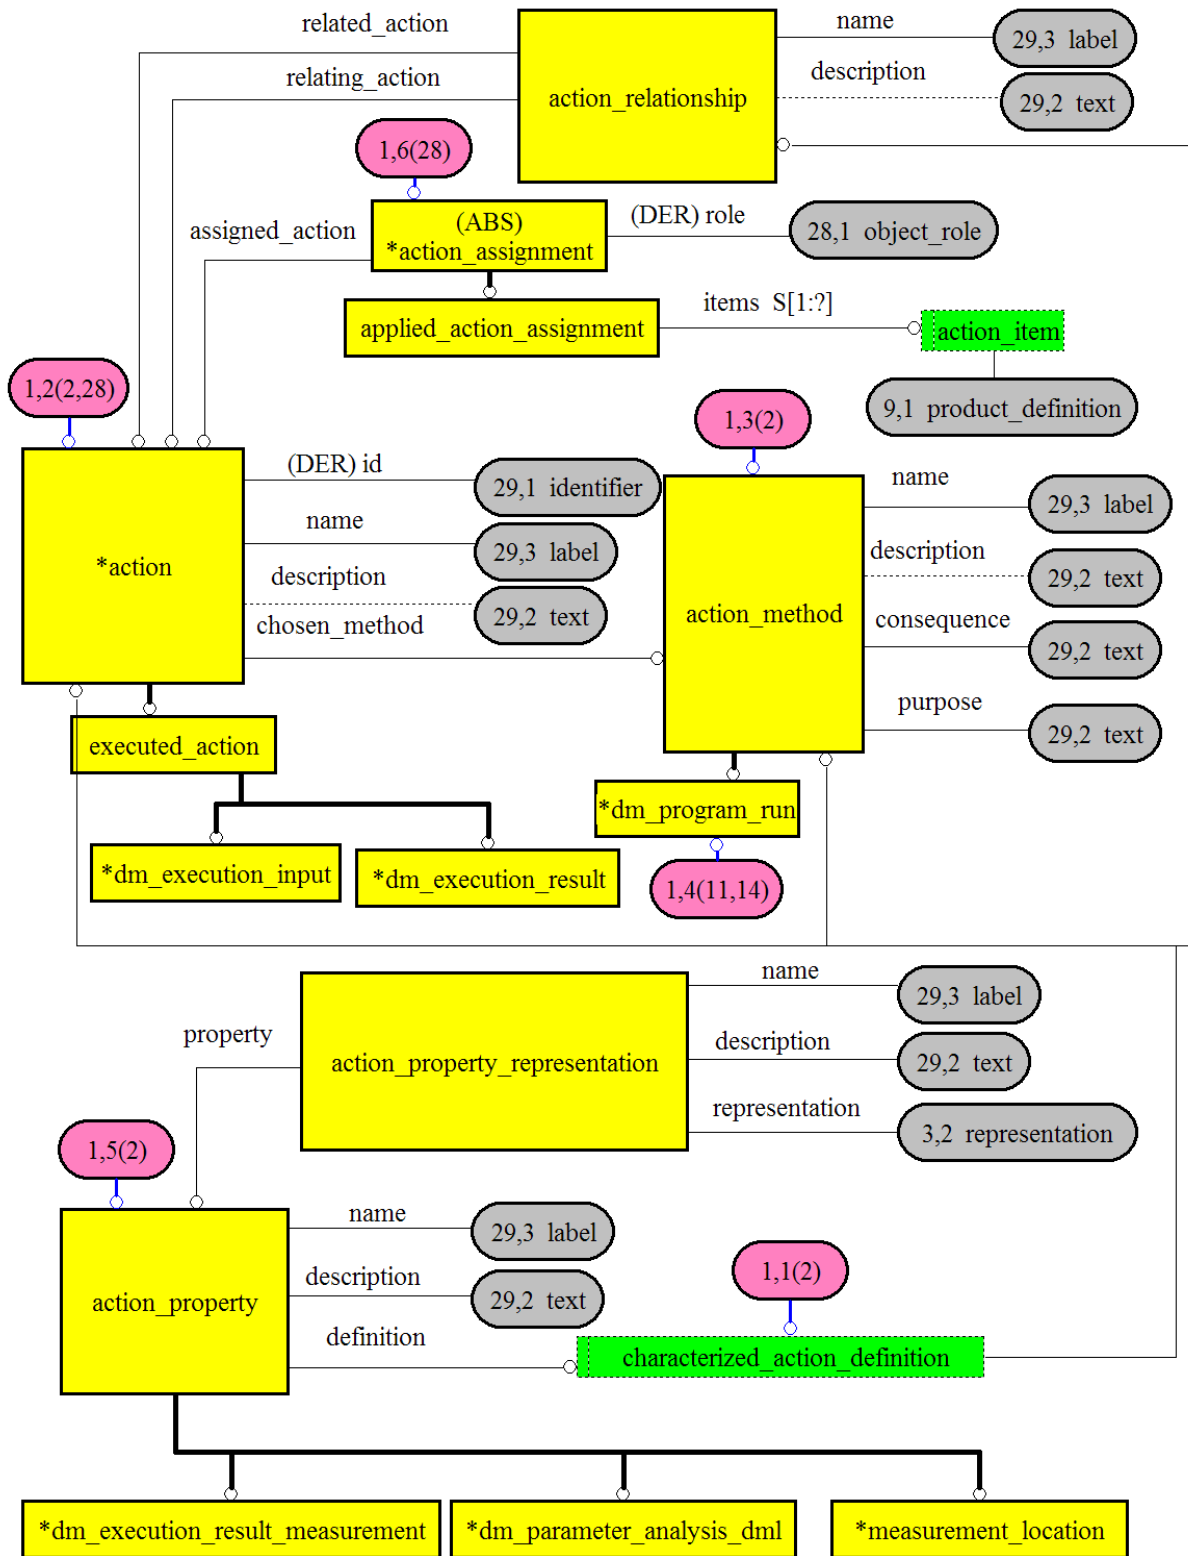 related_action
name
29,3 label
relating_action
description
action_relationship
29,2 text
1,6(28)
(ABS)
*action_assignment
(DER) role
28,1 object_role
assigned_action
applied_action_assignment
items S[1:?]
action_item
9,1 product_definition
1,2(2,28)
1,3(2)
*action
(DER) id
29,1 identifier
name
29,3 label
description
29,2 text
chosen_method
action_method
name
29,3 label
description
29,2 text
consequence
29,2 text
purpose
29,2 text
executed_action
*dm_program_run
*dm_execution_input
*dm_execution_result
1,4(11,14)
name
29,3 label
property
action_property_representation
description
29,2 text
representation
3,2 representation
1,5(2)
name
29,3 label
action_property
description
29,2 text
1,1(2)
definition
characterized_action_definition
*dm_execution_result_measurement
*dm_parameter_analysis_dml
*measurement_location